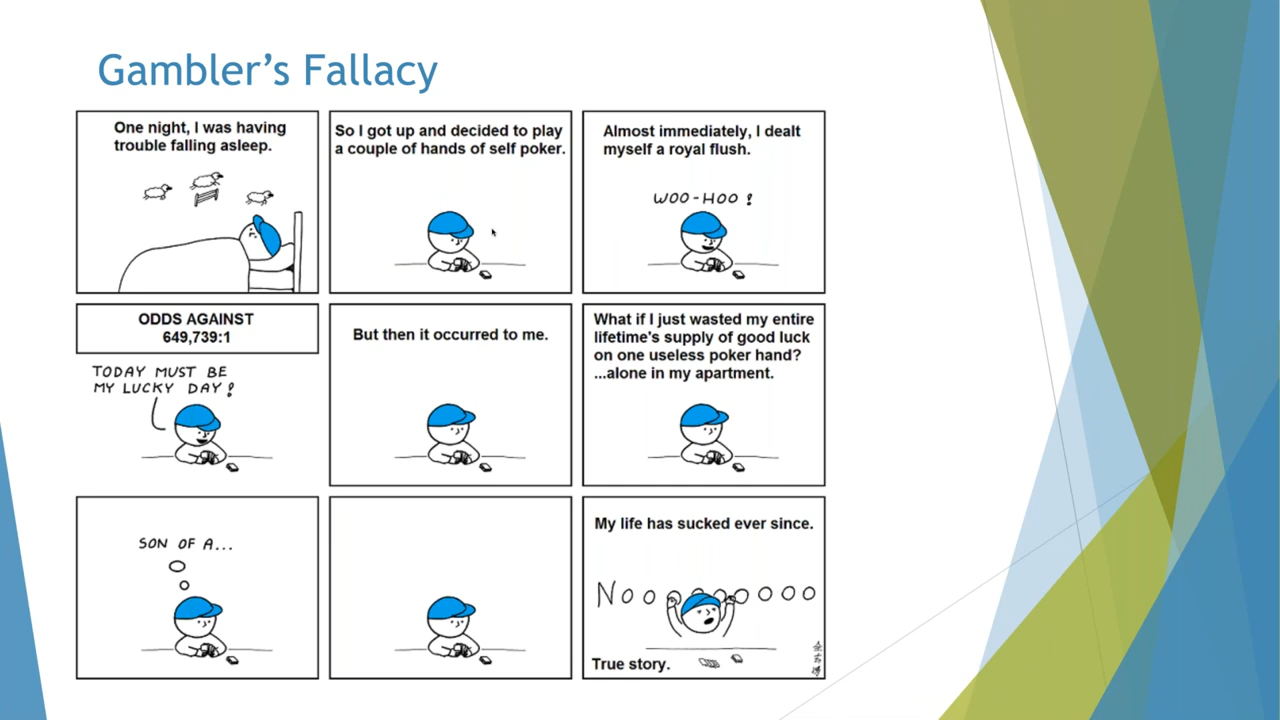 Gambler's Fallacy
One night, I was having
trouble falling asleep.
So I got up and decided to play
a couple of hands of self poker.
Almost immediately, I dealt
myself a royal flush.
WOO-HOO!
ODDS AGAINST
649,739:1
TODAY MUST BE
MY LUCKY DAY!
But then it occurred to me.
What if I just wasted my entire
lifetime's supply of good luck
on one useless poker hand?
...alone in my apartment.
SON OF A...
My life has sucked ever since.
Noooooooooo
True story.